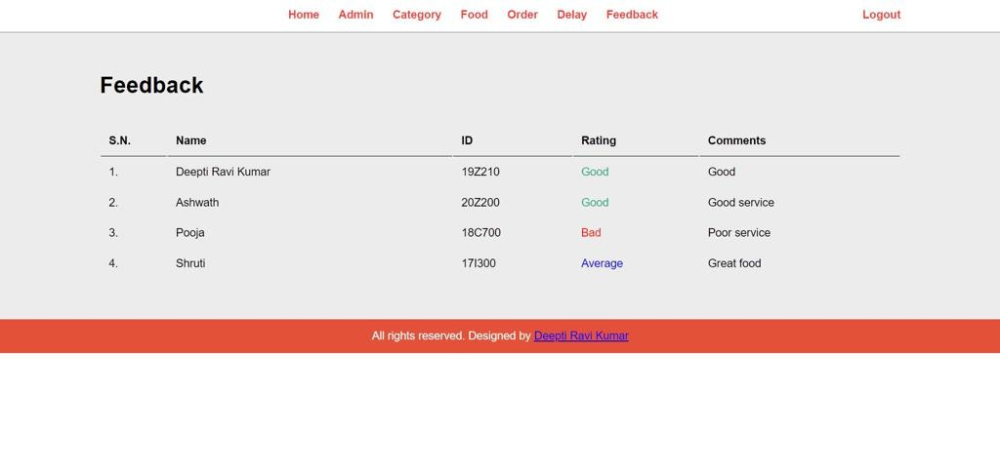 Home Admin Category Food Order Delay Feedback Logout
Feedback
S.N. Name ID Rating Comments
1. Deepti Ravi Kumar 19Z210 Good Good
2. Ashwath 20Z200 Good Good service
3. Pooja 18C700 Bad Poor service
4. Shruti 17I300 Average Great food
All rights reserved. Designed by Deepti Ravi Kumar